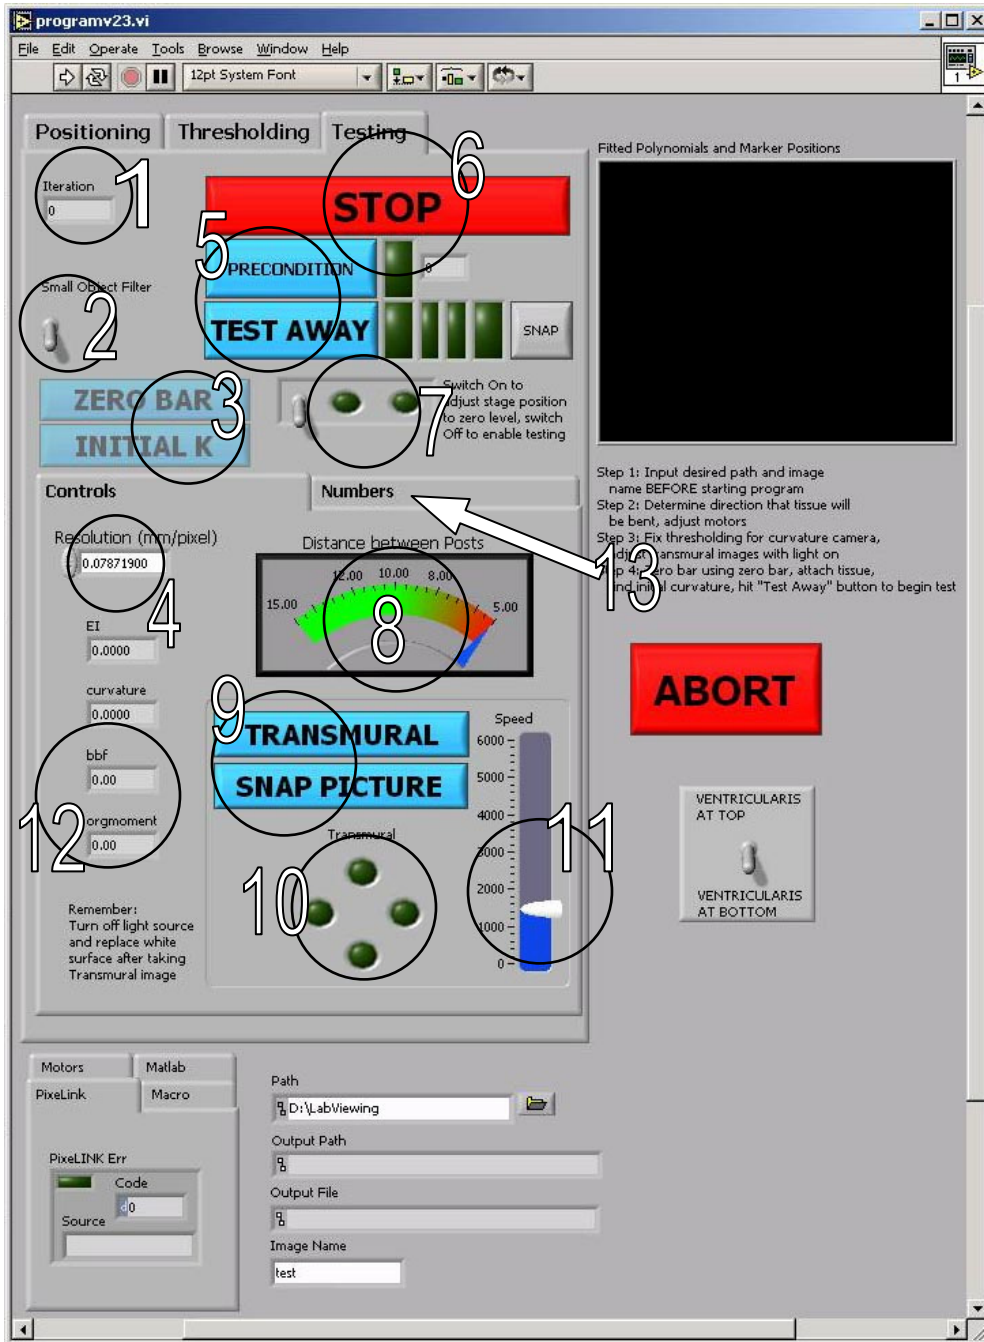 programv23.vi
File Edit Operate Tools Browse Window Help
12pt System Font
1
Positioning Thresholding Testing
Iteration
0
1
STOP
6
5
PRECONDITION
0
Small Object Filter
2
TEST AWAY
SNAP
ZERO BAR
INITIAL K
3
7
Switch On to
adjust stage position
to zero level, switch
Off to enable testing
Fitted Polynomials and Marker Positions
Step 1: Input desired path and image
name BEFORE starting program
Step 2: Determine direction that tissue will
be bent, adjust motors
Step 3: Fix thresholding for curvature camera,
adjust transmural images with light on
Step 4: Zero bar using zero bar, attach tissue,
find initial curvature, hit "Test Away" button to begin test
13
Controls Numbers
Resolution (mm/pixel)
0.07871900
4
EI
0.0000
curvature
0.0000
bbf
0.00
orgmoment
0.00
12
Remember:
Turn off light source
and replace white
surface after taking
Transmural image
Distance between Posts
15.00 12.00 10.00 8.00 5.00
8
9
TRANSMURAL
SNAP PICTURE
Transmural
10
Speed
6000
5000
4000
3000
2000
1000
0
11
ABORT
VENTRICULARIS
AT TOP
VENTRICULARIS
AT BOTTOM
Motors Matlab
PixeLink Macro
PixeLINK Err
Code
d0
Source
Path
D:\LabViewing
Output Path
Output File
Image Name
test